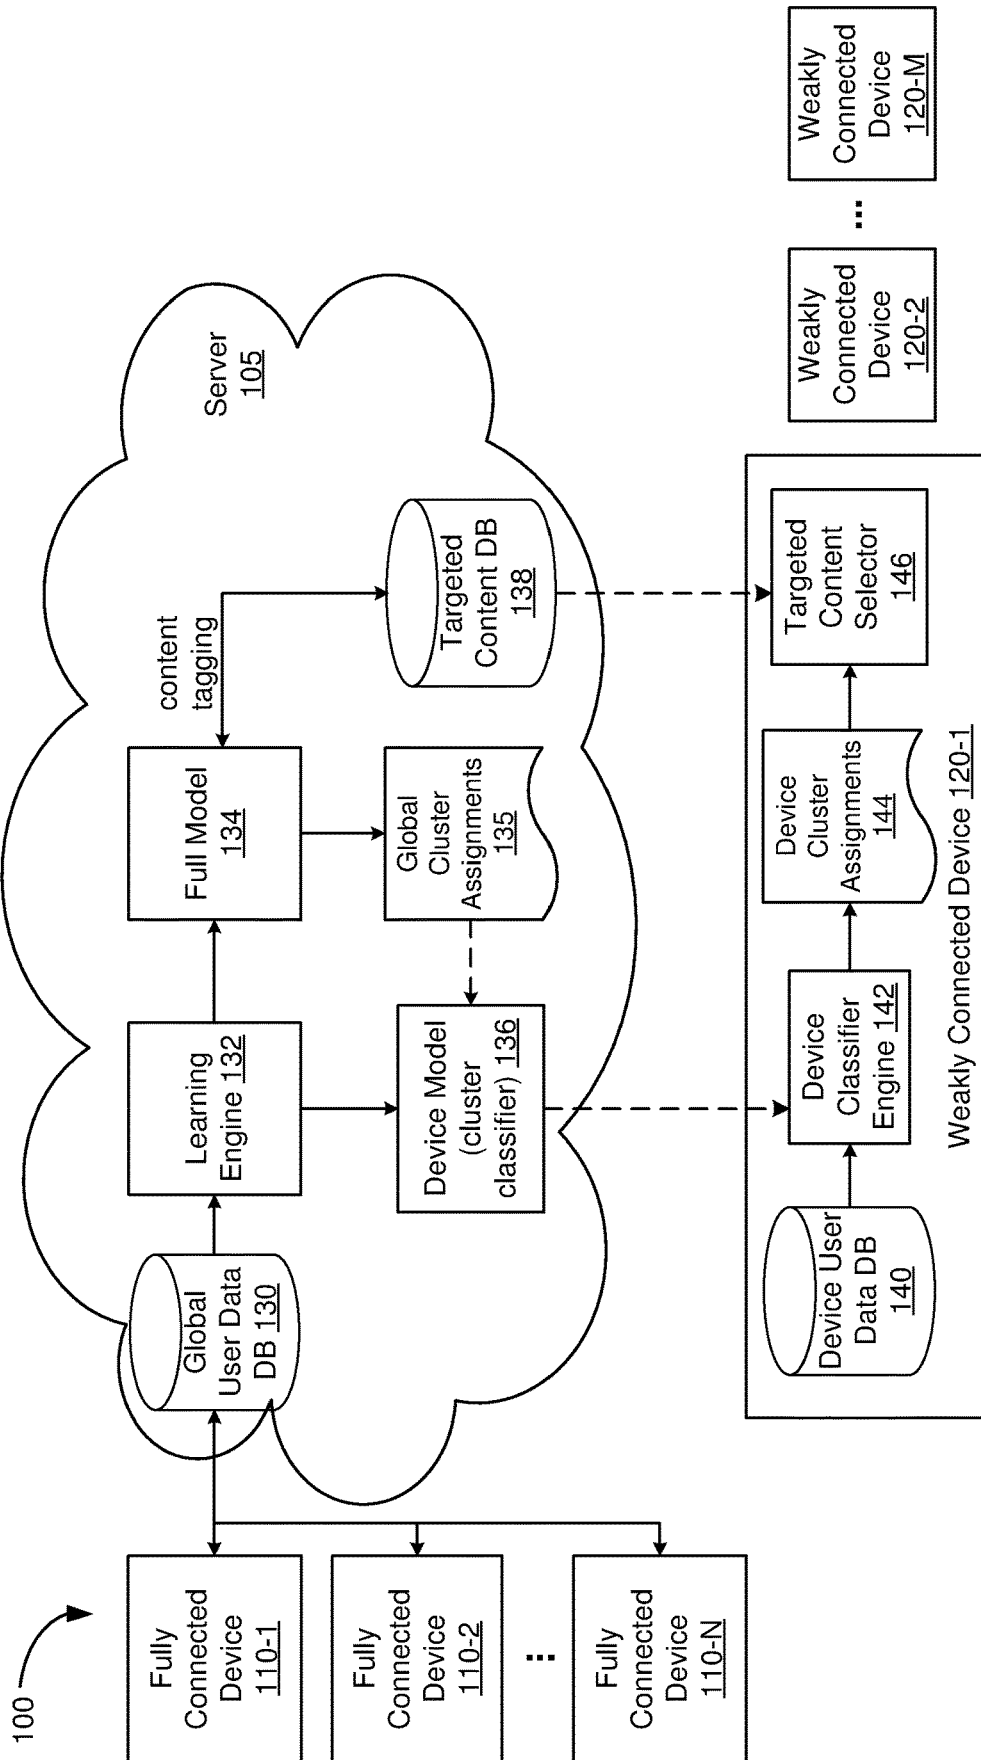 100
Fully
Connected
Device
110-1
Fully
Connected
Device
110-2
...
Fully
Connected
Device
110-N
Global
User Data
DB 130
Learning
Engine 132
Full Model
134
content
tagging
Server
105
Device Model
(cluster
classifier) 136
Global
Cluster
Assignments
135
Targeted
Content DB
138
Device User
Data DB
140
Device
Classifier
Engine 142
Device
Cluster
Assignments
144
Targeted
Content
Selector
146
Weakly Connected Device 120-1
Weakly
Connected
Device
120-2
...
Weakly
Connected
Device
120-M